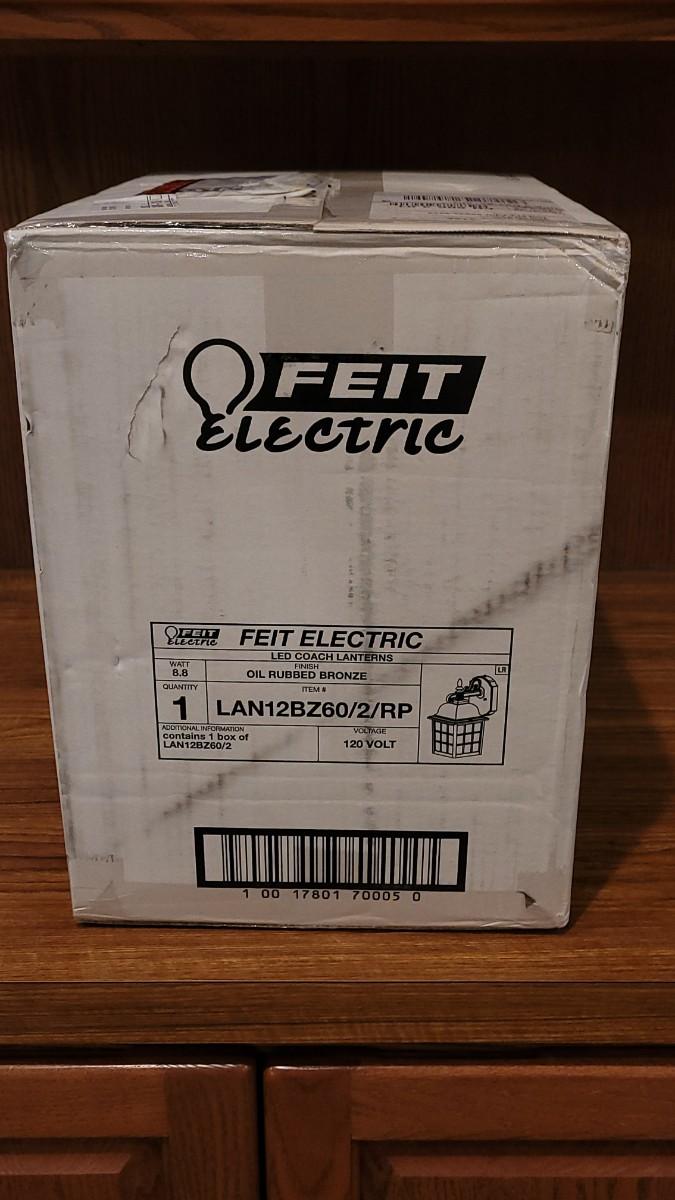 FEIT
Electric
FEIT
Electric
FEIT ELECTRIC
LED COACH LANTERNS
WATT
8.8
FINISH
OIL RUBBED BRONZE
LR
QUANTITY
1
ITEM #
LAN12BZ60/2/RP
ADDITIONAL INFORMATION
contains 1 box of
LAN12BZ60/2
VOLTAGE
120 VOLT
1 00 17801 70005 0